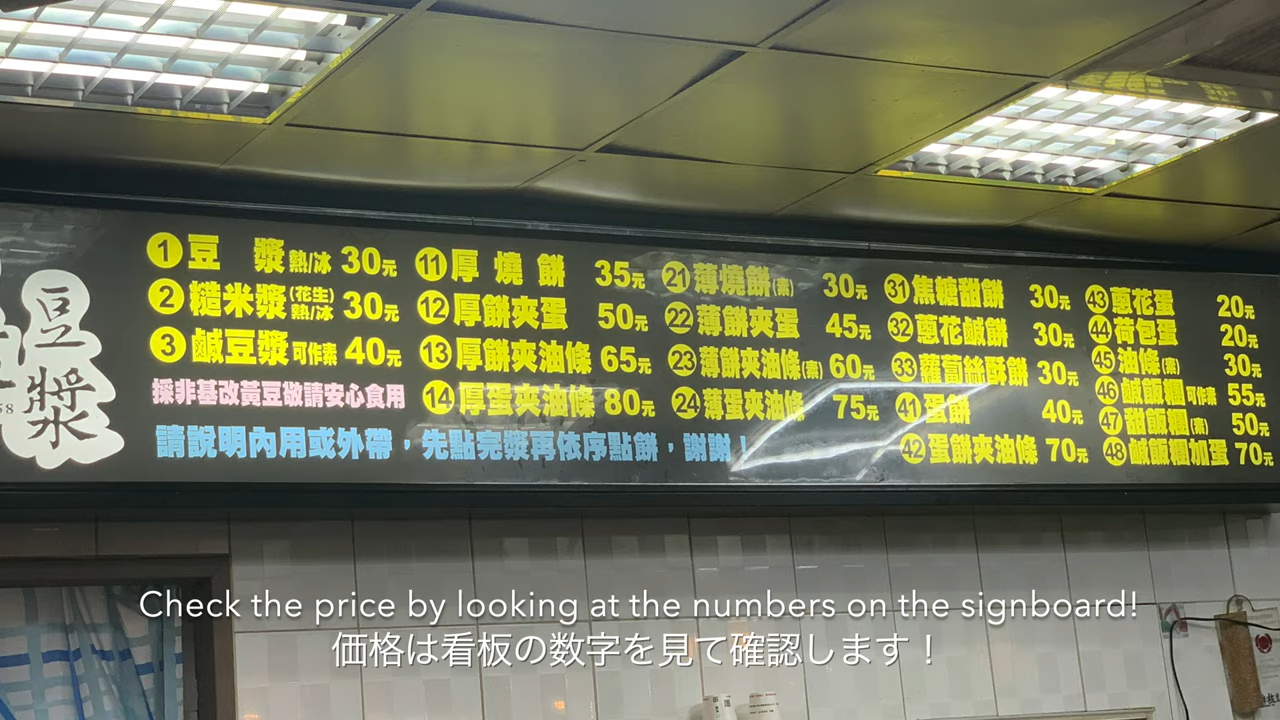 豆將水
58
1 豆 漿 熱/冰 30元
2 糙米漿(花生)熱/冰 30元
3 鹹豆漿 可作素 40元
採非基改黃豆敬請安心食用
請說明內用或外帶，先點完漿再依序點餅，謝謝！
11 厚燒餅 35元
12 厚餅夾蛋 50元
13 厚餅夾油條 65元
14 厚蛋夾油條 80元
21 薄燒餅(素) 30元
22 薄餅夾蛋 45元
23 薄餅夾油條(素) 60元
24 薄蛋夾油條 75元
31 焦糖甜餅 30元
32 蔥花鹹餅 30元
33 蘿蔔絲酥餅 30元
41 蛋餅 40元
42 蛋餅夾油條 70元
43 蔥花蛋 20元
44 荷包蛋 20元
45 油條(素) 30元
46 鹹飯糰 可作素 55元
47 甜飯糰(素) 50元
48 鹹飯糰加蛋 70元
Check the price by looking at the numbers on the signboard!
価格は看板の数字を見て確認します！